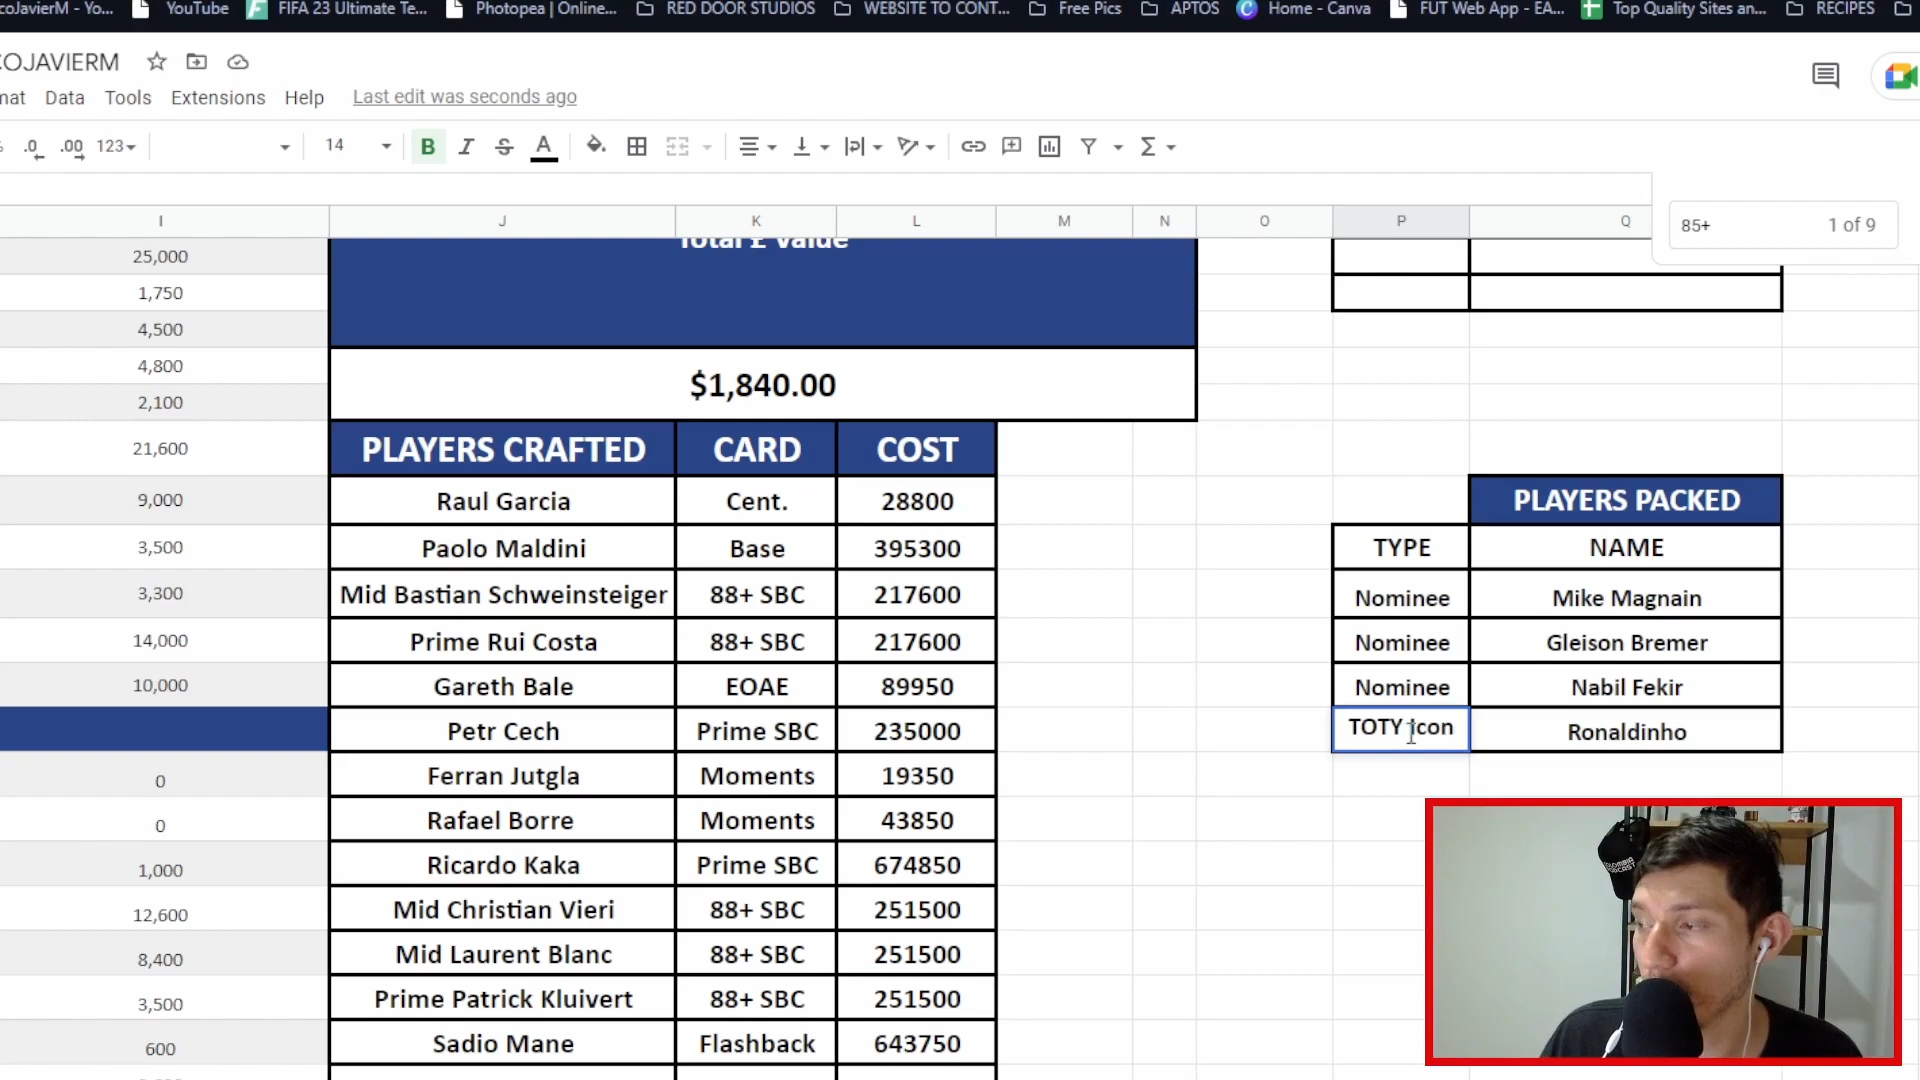 coJavierM - Yo...
YouTube
FIFA 23 Ultimate Te...
Photopea | Online...
RED DOOR STUDIOS
WEBSITE TO CONT...
Free Pics
APTOS
Home - Canva
FUT Web App - EA...
Top Quality Sites an...
RECIPES
COJAVIERM
mat Data Tools Extensions Help Last edit was seconds ago
% .0 .00 123 14 B I S A
I J K L M N O P Q
85+ 1 of 9
25,000
1,750
4,500
4,800
2,100
21,600
9,000
3,500
3,300
14,000
10,000
0
0
1,000
12,600
8,400
3,500
600
Total £ Value
$1,840.00
PLAYERS CRAFTED CARD COST
Raul Garcia Cent. 28800
Paolo Maldini Base 395300
Mid Bastian Schweinsteiger 88+ SBC 217600
Prime Rui Costa 88+ SBC 217600
Gareth Bale EOAE 89950
Petr Cech Prime SBC 235000
Ferran Jutgla Moments 19350
Rafael Borre Moments 43850
Ricardo Kaka Prime SBC 674850
Mid Christian Vieri 88+ SBC 251500
Mid Laurent Blanc 88+ SBC 251500
Prime Patrick Kluivert 88+ SBC 251500
Sadio Mane Flashback 643750
PLAYERS PACKED
TYPE NAME
Nominee Mike Magnain
Nominee Gleison Bremer
Nominee Nabil Fekir
TOTY Icon Ronaldinho